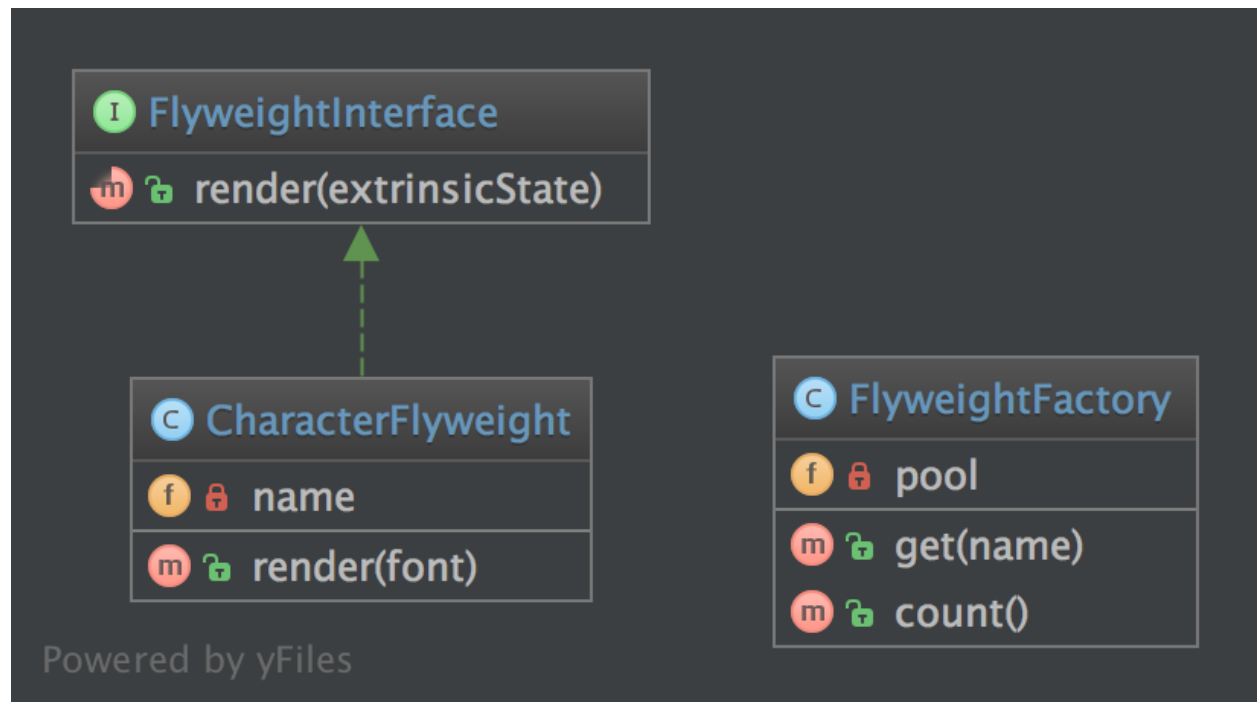 I FlyweightInterface
m render(extrinsicState)
C CharacterFlyweight
f name
m render(font)
C FlyweightFactory
f pool
m get(name)
m count()
Powered by yFiles